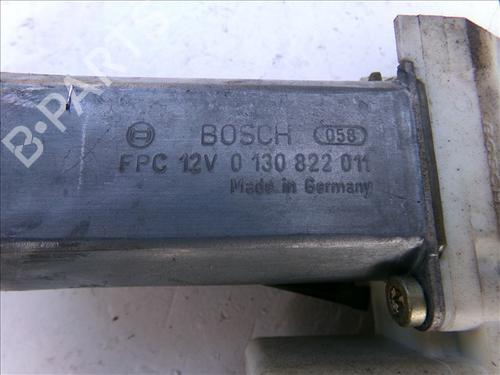 BOSCH 058
FPC 12V 0 130 822 011
Made in Germany
B-PARTS